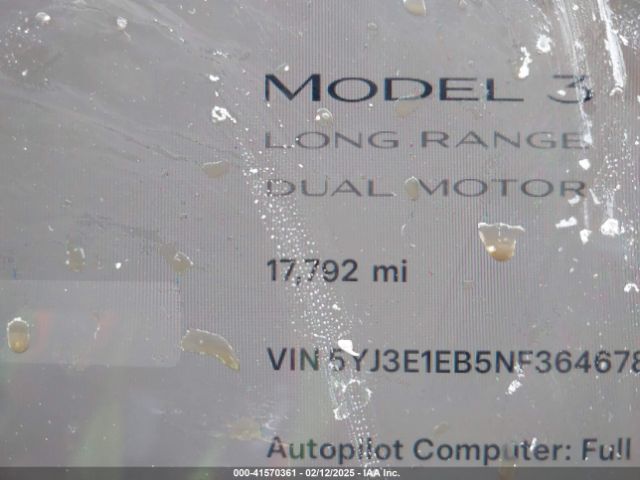 MODEL 3
LONG RANGE
DUAL MOTOR
17,792 mi
VIN 5YJ3E1EB5NF364678
Autopilot Computer: Full
000-41570361 - 02/12/2025 - IAA Inc.